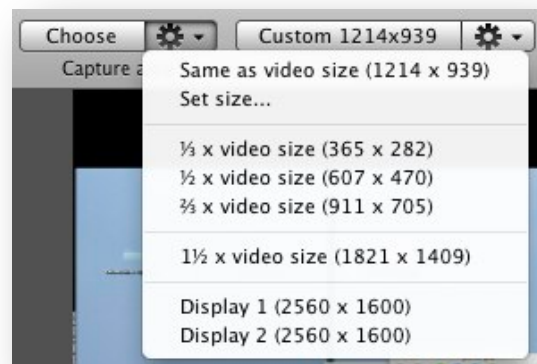 Choose
Custom 1214x939
Capture a
Same as video size (1214 x 939)
Set size...
⅓ x video size (365 x 282)
½ x video size (607 x 470)
⅔ x video size (911 x 705)
1½ x video size (1821 x 1409)
Display 1 (2560 x 1600)
Display 2 (2560 x 1600)